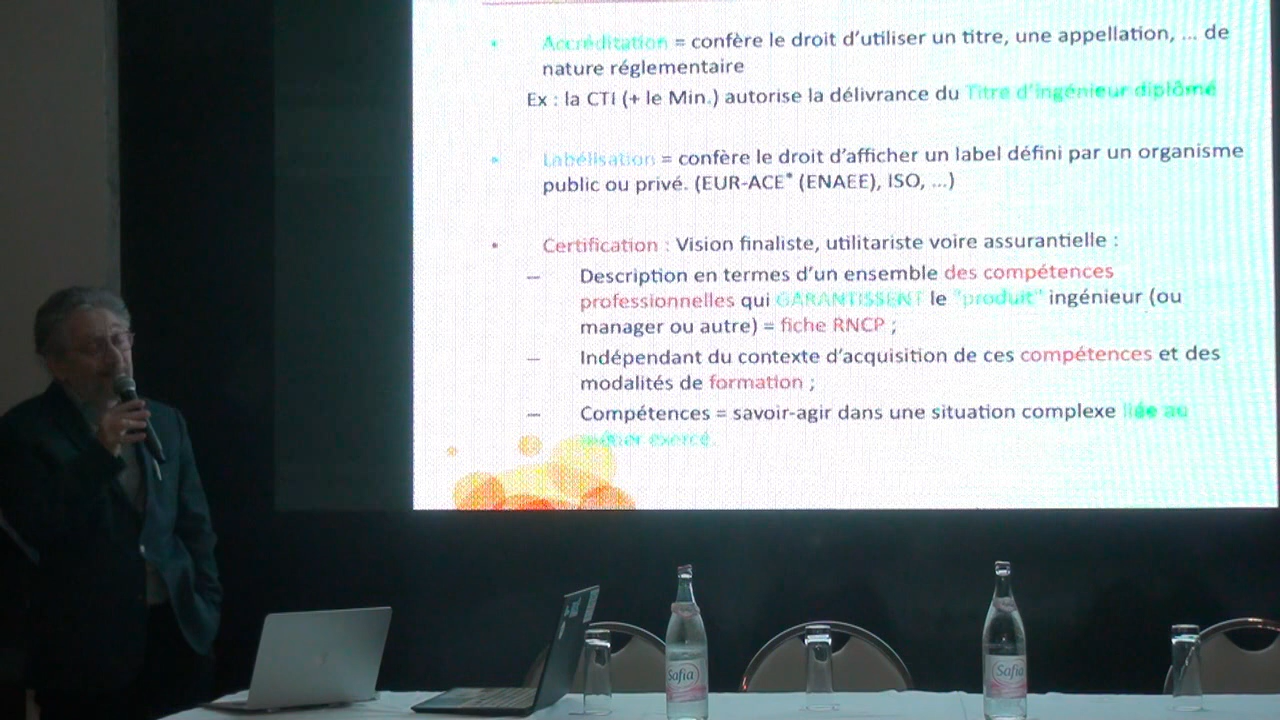 Accréditation = confère le droit d'utiliser un titre, une appellation, ... de
nature réglementaire
Ex : la CTI (+ le Min.) autorise la délivrance du Titre d'ingénieur diplômé
Labélisation = confère le droit d'afficher un label défini par un organisme
public ou privé. (EUR-ACE® (ENAEE), ISO, ...)
Certification : Vision finaliste, utilitariste voire assurantielle :
– Description en termes d'un ensemble des compétences
professionnelles qui GARANTISSENT le "produit" ingénieur (ou
manager ou autre) = fiche RNCP ;
– Indépendant du contexte d'acquisition de ces compétences et des
modalités de formation ;
– Compétences = savoir-agir dans une situation complexe liée au
métier exercé.
Safia
Safia